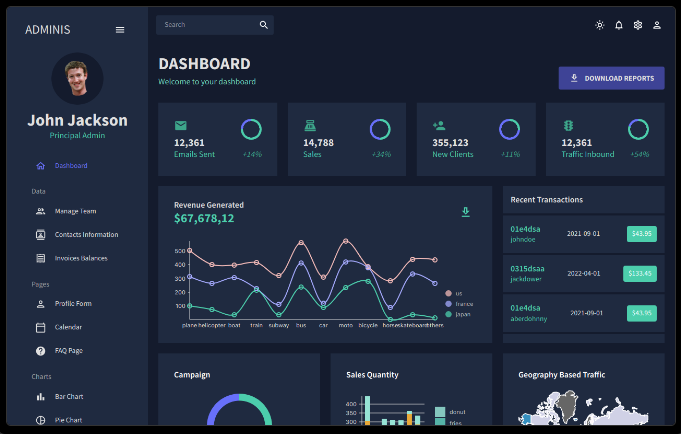 ADMINIS
Search
John Jackson
Principal Admin
Dashboard
Data
Manage Team
Contacts Information
Invoices Balances
Pages
Profile Form
Calendar
FAQ Page
Charts
Bar Chart
Pie Chart
DASHBOARD
Welcome to your dashboard
DOWNLOAD REPORTS
12,361
Emails Sent
+14%
14,788
Sales
+34%
355,123
New Clients
+11%
12,361
Traffic Inbound
+54%
Revenue Generated
$67,678,12
500
400
300
200
100
plane helicopter boat train subway bus car moto bicycle horse skateboard others
us
france
japan
Recent Transactions
01e4dsa
johndoe
2021-09-01
$43.95
0315dsaa
jackdower
2022-04-01
$133.45
01e4dsa
aberdohnny
2021-09-01
$43.95
Campaign
Sales Quantity
400
350
300
donut
fries
Geography Based Traffic